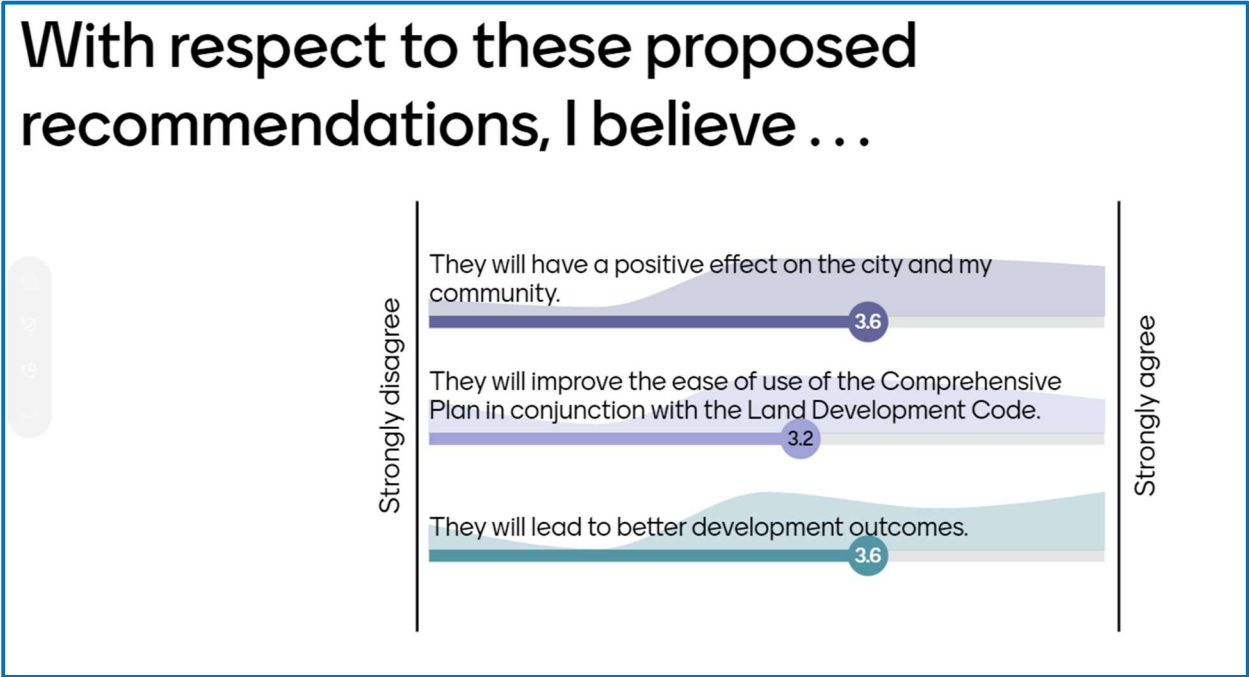 With respect to these proposed
recommendations, I believe . . .
They will have a positive effect on the city and my
community.
3.6
They will improve the ease of use of the Comprehensive
Plan in conjunction with the Land Development Code.
3.2
They will lead to better development outcomes.
3.6
Strongly disagree
Strongly agree